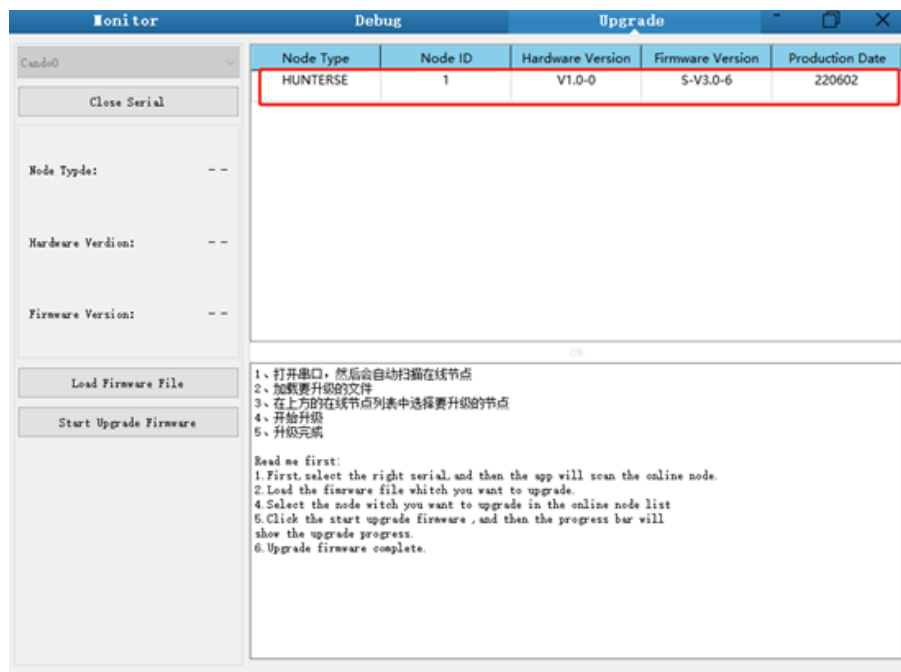 Monitor
Debug
Upgrade
Cando0
Close Serial
Node Typde:
--
Hardware Verdion:
--
Firmware Version:
--
Load Firmware File
Start Upgrade Firmware
Node Type Node ID Hardware Version Firmware Version Production Date
HUNTERSE 1 V1.0-0 S-V3.0-6 220602
0%
1、打开串口，然后会自动扫描在线节点
2、加载要升级的文件
3、在上方的在线节点列表中选择要升级的节点
4、开始升级
5、升级完成
Read me first:
1.First,select the right serial,and then the app will scan the online node.
2.Load the fimrware file whitch you want to upgrade.
4.Select the node witch you want to upgrade in the online node list
5.Click the start upgrade firmware ,and then the progress bar will
show the upgrade progress.
6.Upgrade firmware complete.